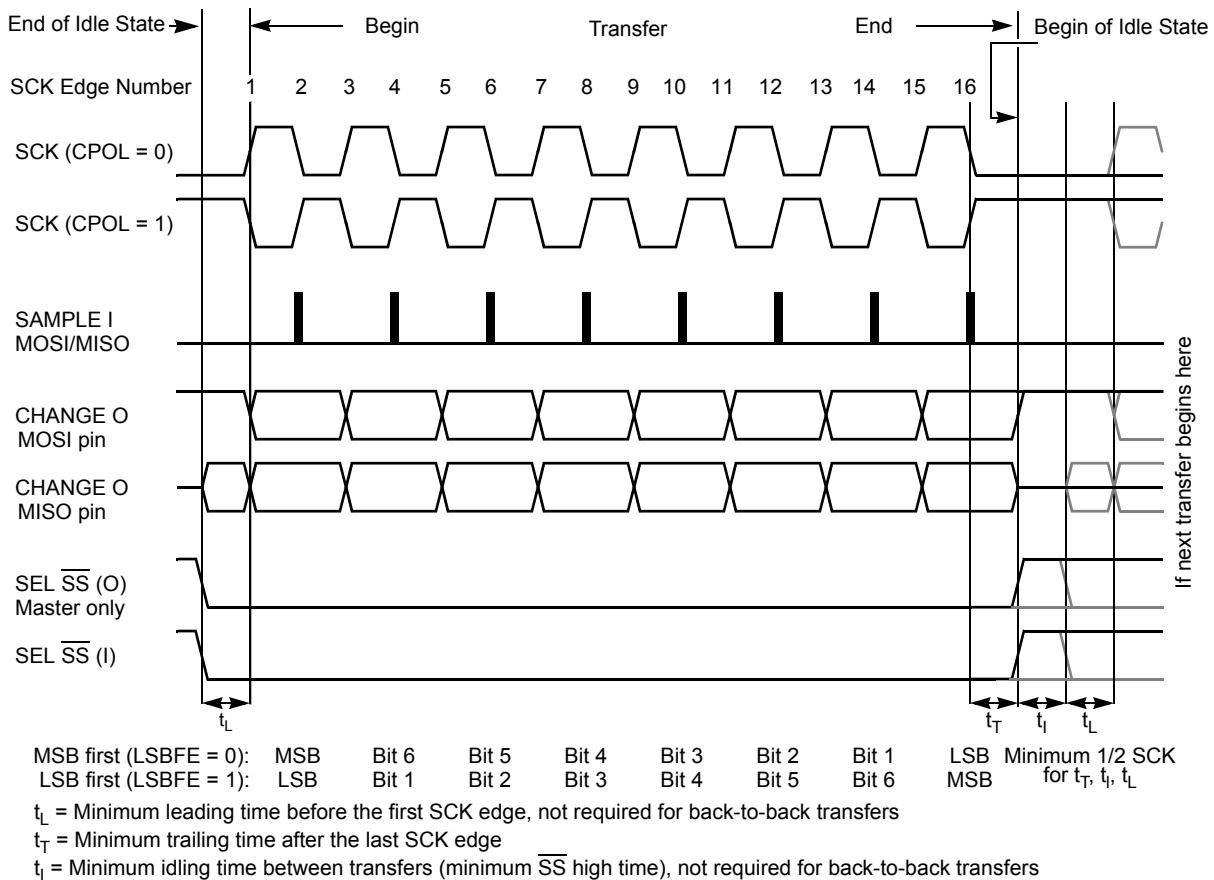 End of Idle State Begin Transfer End Begin of Idle State
SCK Edge Number 1 2 3 4 5 6 7 8 9 10 11 12 13 14 15 16
SCK (CPOL = 0)
SCK (CPOL = 1)
SAMPLE I
MOSI/MISO
CHANGE O
MOSI pin
CHANGE O
MISO pin
SEL S̅S̅ (O)
Master only
SEL S̅S̅ (I)
If next transfer begins here
tL tT tI tL
MSB first (LSBFE = 0): MSB Bit 6 Bit 5 Bit 4 Bit 3 Bit 2 Bit 1 LSB Minimum 1/2 SCK
LSB first (LSBFE = 1): LSB Bit 1 Bit 2 Bit 3 Bit 4 Bit 5 Bit 6 MSB for tT, tl, tL
tL = Minimum leading time before the first SCK edge, not required for back-to-back transfers
tT = Minimum trailing time after the last SCK edge
tI = Minimum idling time between transfers (minimum S̅S̅ high time), not required for back-to-back transfers